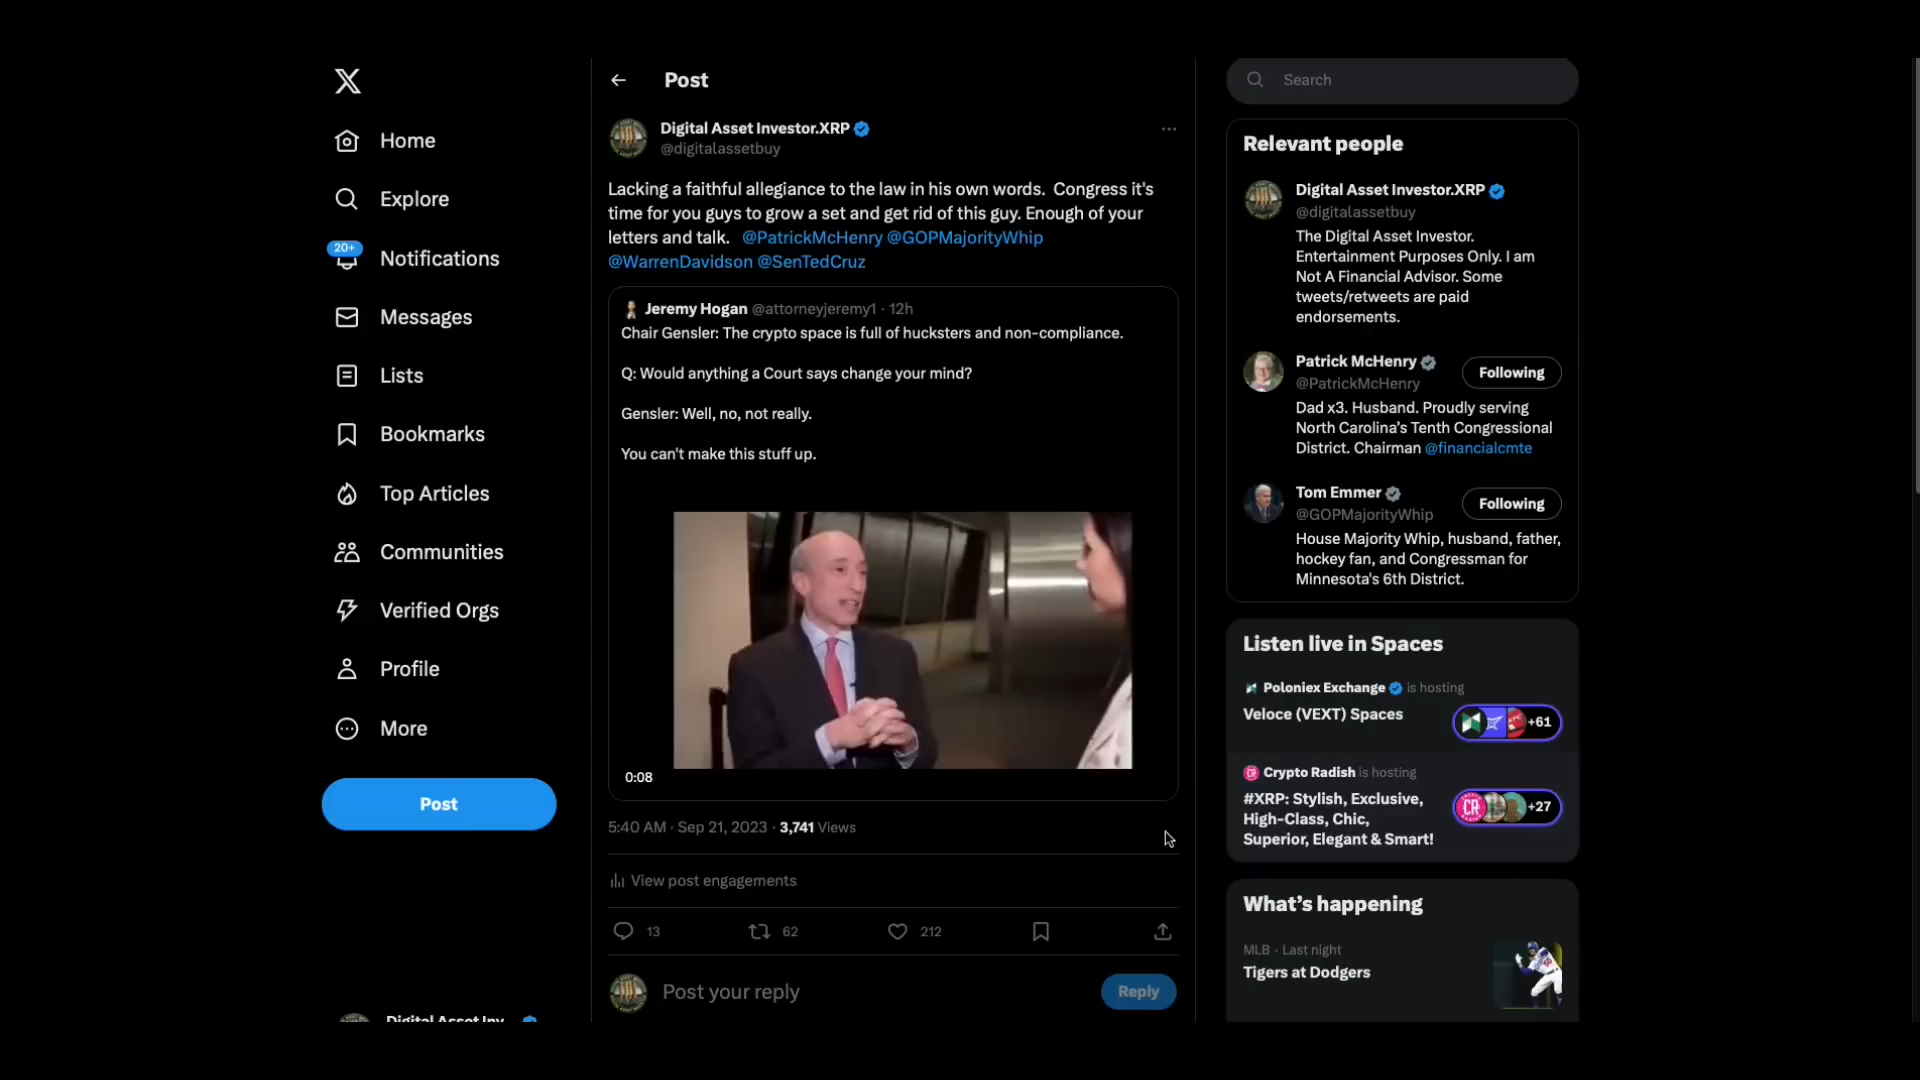 Home
Explore
20+
Notifications
Messages
Lists
Bookmarks
Top Articles
Communities
Verified Orgs
Profile
More
Post
Digital Asset Inv
Post
Digital Asset Investor.XRP
@digitalassetbuy
Lacking a faithful allegiance to the law in his own words.  Congress it's
time for you guys to grow a set and get rid of this guy. Enough of your
letters and talk.   @PatrickMcHenry @GOPMajorityWhip
@WarrenDavidson @SenTedCruz
Jeremy Hogan @attorneyjeremy1 · 12h
Chair Gensler: The crypto space is full of hucksters and non-compliance.
Q: Would anything a Court says change your mind?
Gensler: Well, no, not really.
You can't make this stuff up.
0:08
5:40 AM · Sep 21, 2023 · 3,741 Views
View post engagements
13 62 212
Post your reply
Reply
Search
Relevant people
Digital Asset Investor.XRP
@digitalassetbuy
The Digital Asset Investor.
Entertainment Purposes Only. I am
Not A Financial Advisor. Some
tweets/retweets are paid
endorsements.
Patrick McHenry
@PatrickMcHenry
Following
Dad x3. Husband. Proudly serving
North Carolina’s Tenth Congressional
District. Chairman @financialcmte
Tom Emmer
@GOPMajorityWhip
Following
House Majority Whip, husband, father,
hockey fan, and Congressman for
Minnesota's 6th District.
Listen live in Spaces
Poloniex Exchange is hosting
Veloce (VEXT) Spaces
+61
Crypto Radish is hosting
#XRP: Stylish, Exclusive,
High-Class, Chic,
Superior, Elegant & Smart!
CR
+27
What’s happening
MLB · Last night
Tigers at Dodgers